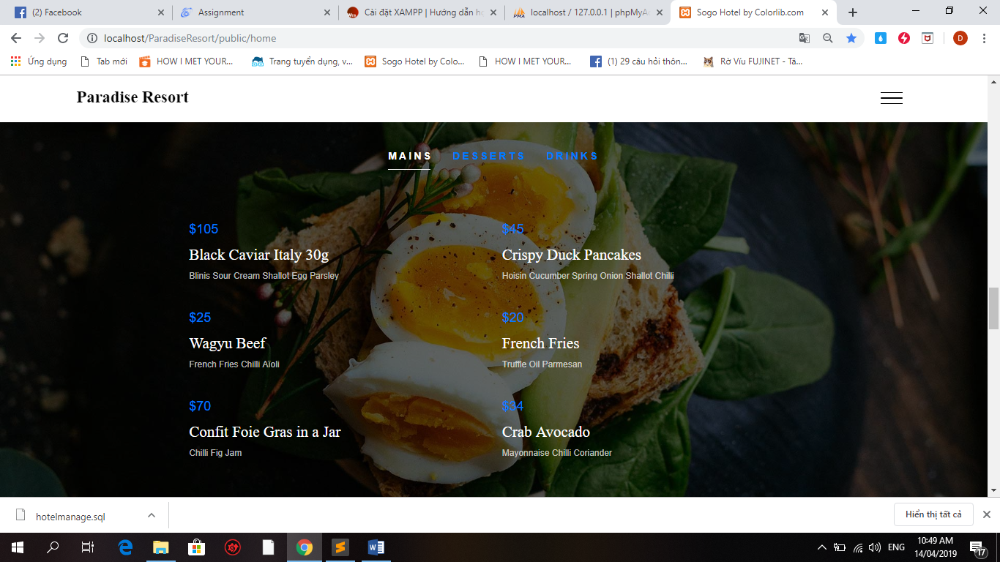 (2) Facebook
Assignment
Cài đặt XAMPP | Hướng dẫn họ
localhost / 127.0.0.1 | phpMyAd
Sogo Hotel by Colorlib.com
localhost/ParadiseResort/public/home
D
Ứng dụng
Tab mới
HOW I MET YOUR...
Trang tuyển dụng, v...
Sogo Hotel by Colo...
HOW I MET YOUR...
(1) 29 câu hỏi thôn...
Rờ Víu FUJINET - Tâ...
Paradise Resort
MAINS DESSERTS DRINKS
$105
Black Caviar Italy 30g
Blinis Sour Cream Shallot Egg Parsley
$45
Crispy Duck Pancakes
Hoisin Cucumber Spring Onion Shallot Chilli
$25
Wagyu Beef
French Fries Chilli Aïoli
$20
French Fries
Truffle Oil Parmesan
$70
Confit Foie Gras in a Jar
Chilli Fig Jam
$34
Crab Avocado
Mayonnaise Chilli Coriander
hotelmanage.sql
Hiển thị tất cả
ENG
10:49 AM
14/04/2019
17